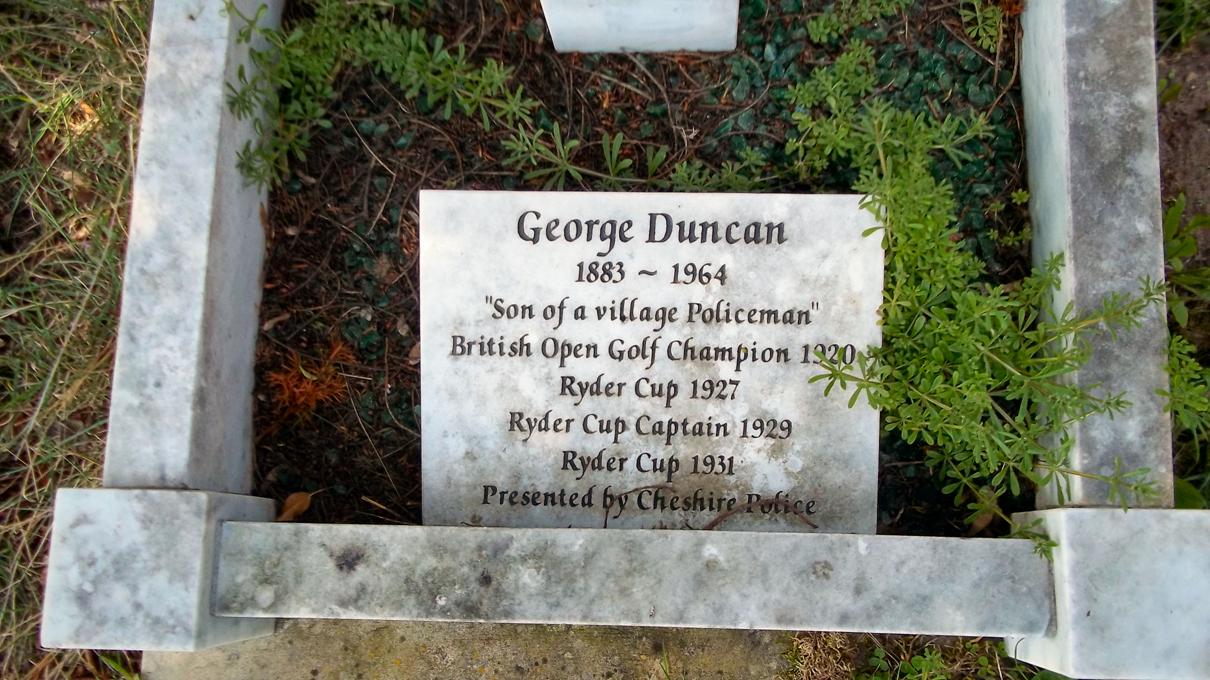 George Duncan
1883 ~ 1964
"Son of a village Policeman"
British Open Golf Champion 1920
Ryder Cup 1927
Ryder Cup Captain 1929
Ryder Cup 1931
Presented by Cheshire Police